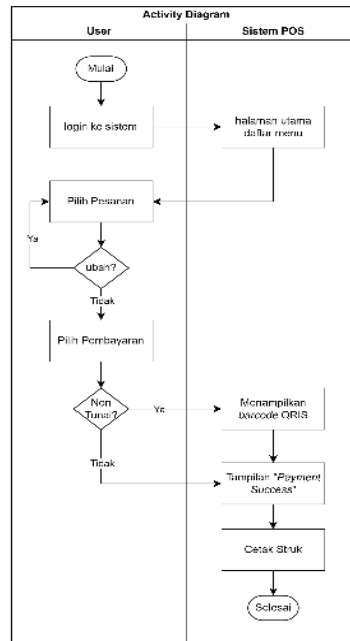 Activity Diagram
User
Sistem POS
Mulai
login ke sistem
halaman utama
daftar menu
Pilih Pesanan
Ya
ubah?
Tidak
Pilih Pembayaran
Non
Tunai?
Ya
Menampilkan
barcode QRIS
Tidak
Tampilan "Payment
Success"
Cetak Struk
Selesai